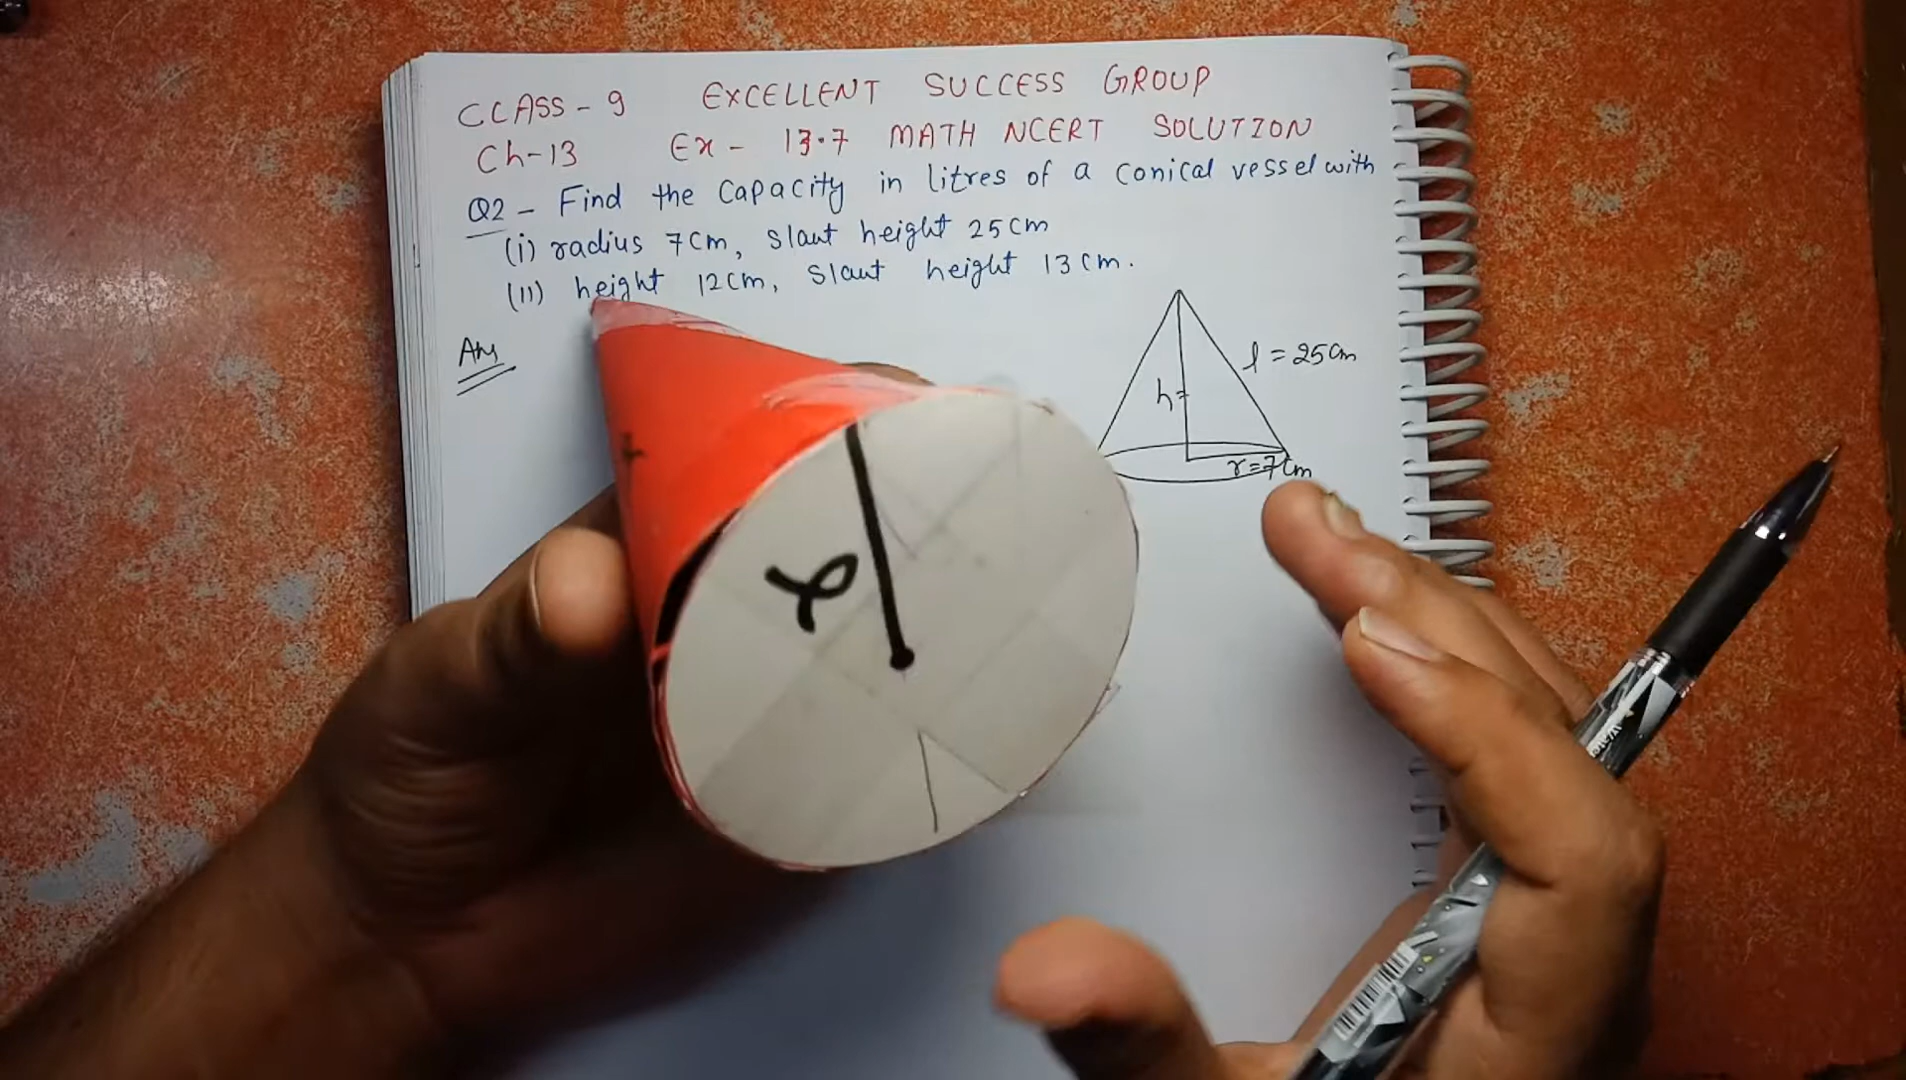 CLASS - 9 EXCELLENT SUCCESS GROUP
Ch-13 Ex - 13.7 MATH NCERT SOLUTION
Q2 - Find the Capacity in litres of a conical vessel with
(i) radius 7cm, Slant height 25cm
(ii) height 12cm, Slant height 13cm.
Ans
l = 25cm
h=
r=7cm
r